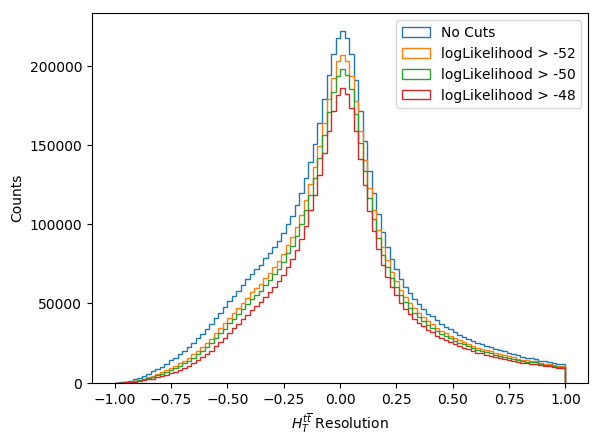 No Cuts
logLikelihood > -52
logLikelihood > -50
logLikelihood > -48
200000
150000
100000
50000
0
Counts
−1.00 −0.75 −0.50 −0.25 0.00 0.25 0.50 0.75 1.00
$H_T^{t\overline{t}}$ Resolution